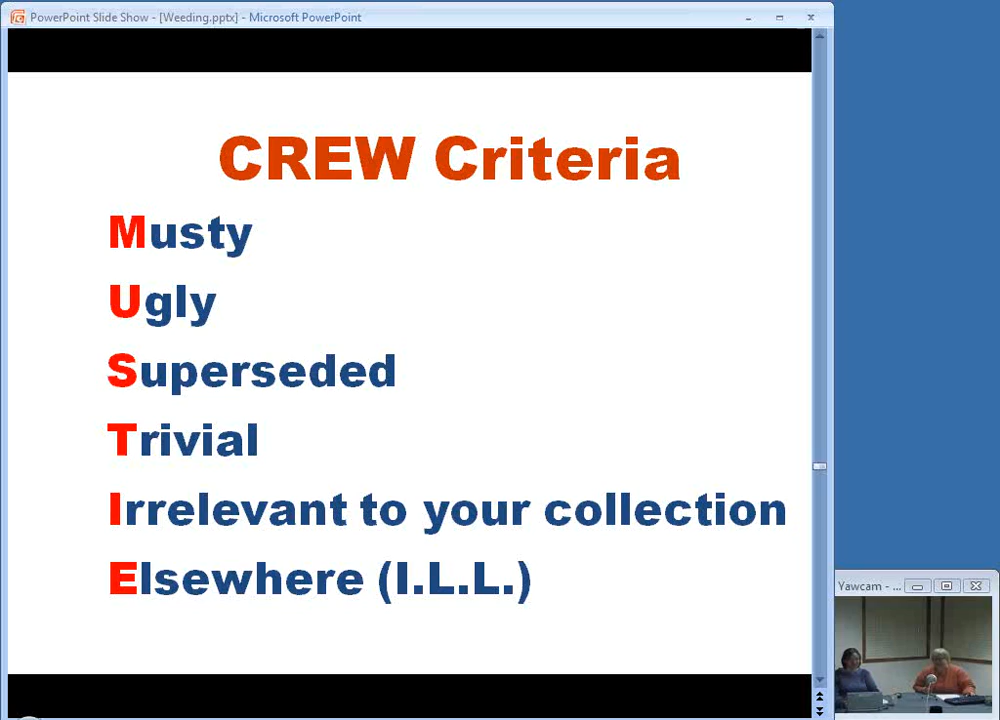 PowerPoint Slide Show - [Weeding.pptx] - Microsoft PowerPoint
CREW Criteria
Musty
Ugly
Superseded
Trivial
Irrelevant to your collection
Elsewhere (I.L.L.)
Yawcam - ...